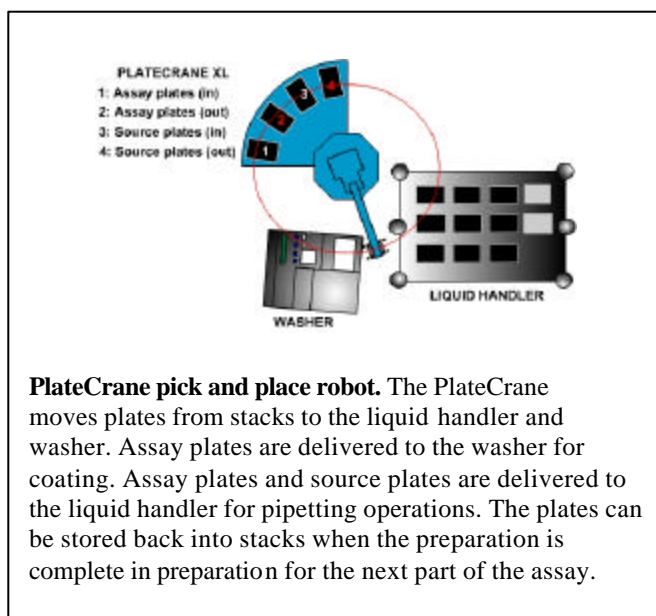 PLATECRANE XL
1: Assay plates (in)
2: Assay plates (out)
3: Source plates (in)
4: Source plates (out)
1
2
3
4
WASHER
LIQUID HANDLER
PlateCrane pick and place robot. The PlateCrane
moves plates from stacks to the liquid handler and
washer. Assay plates are delivered to the washer for
coating. Assay plates and source plates are delivered to
the liquid handler for pipetting operations. The plates can
be stored back into stacks when the preparation is
complete in preparation for the next part of the assay.